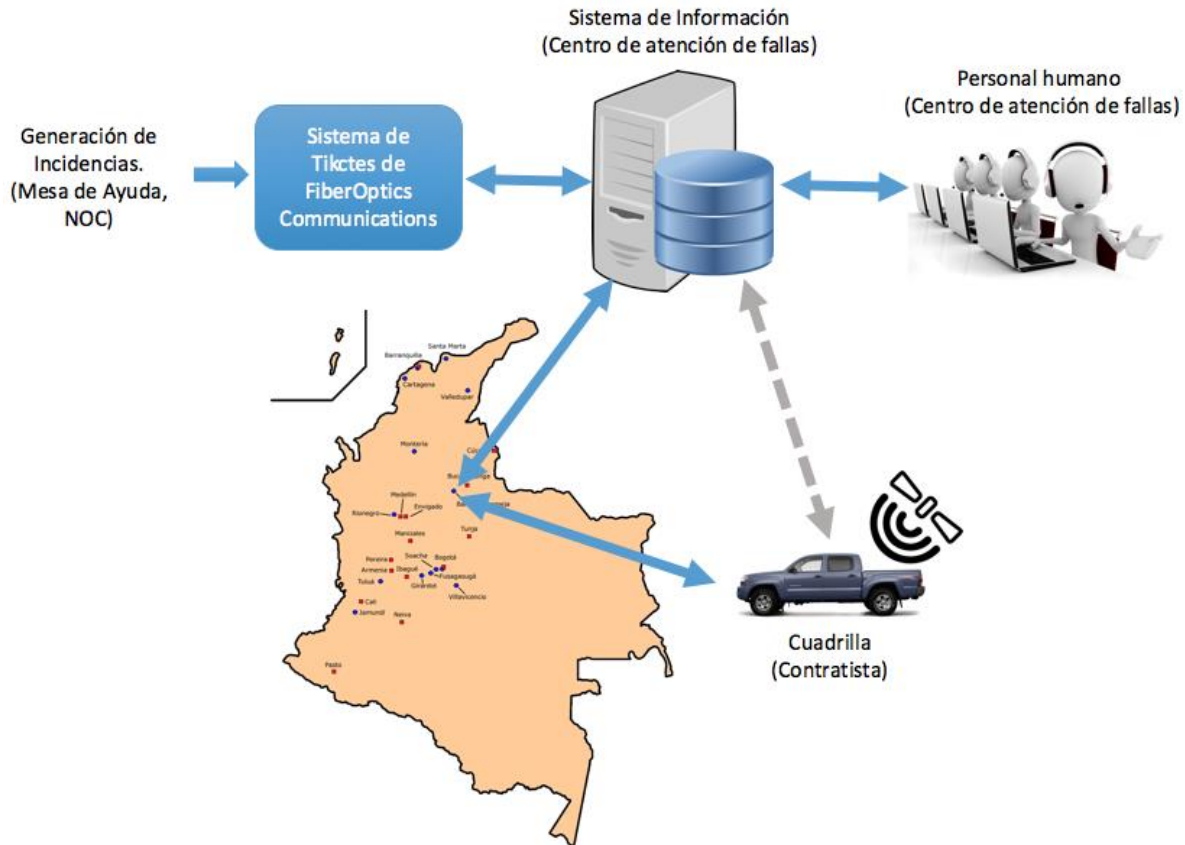 Sistema de Información
(Centro de atención de fallas)
Personal humano
(Centro de atención de fallas)
Generación de
Incidencias.
(Mesa de Ayuda,
NOC)
Sistema de
Tikctes de
FiberOptics
Communications
Santa Marta
Barranquilla
Cartagena
Valledupar
Montería
Medellín
Envigado
Rionegro
Manizales
Tunja
Pereira
Armenia
Ibagué
Soacha
Bogotá
Fusagasugá
Girardot
Tuluá
Villavicencio
Cali
Jamundí
Neiva
Pasto
Cuadrilla
(Contratista)